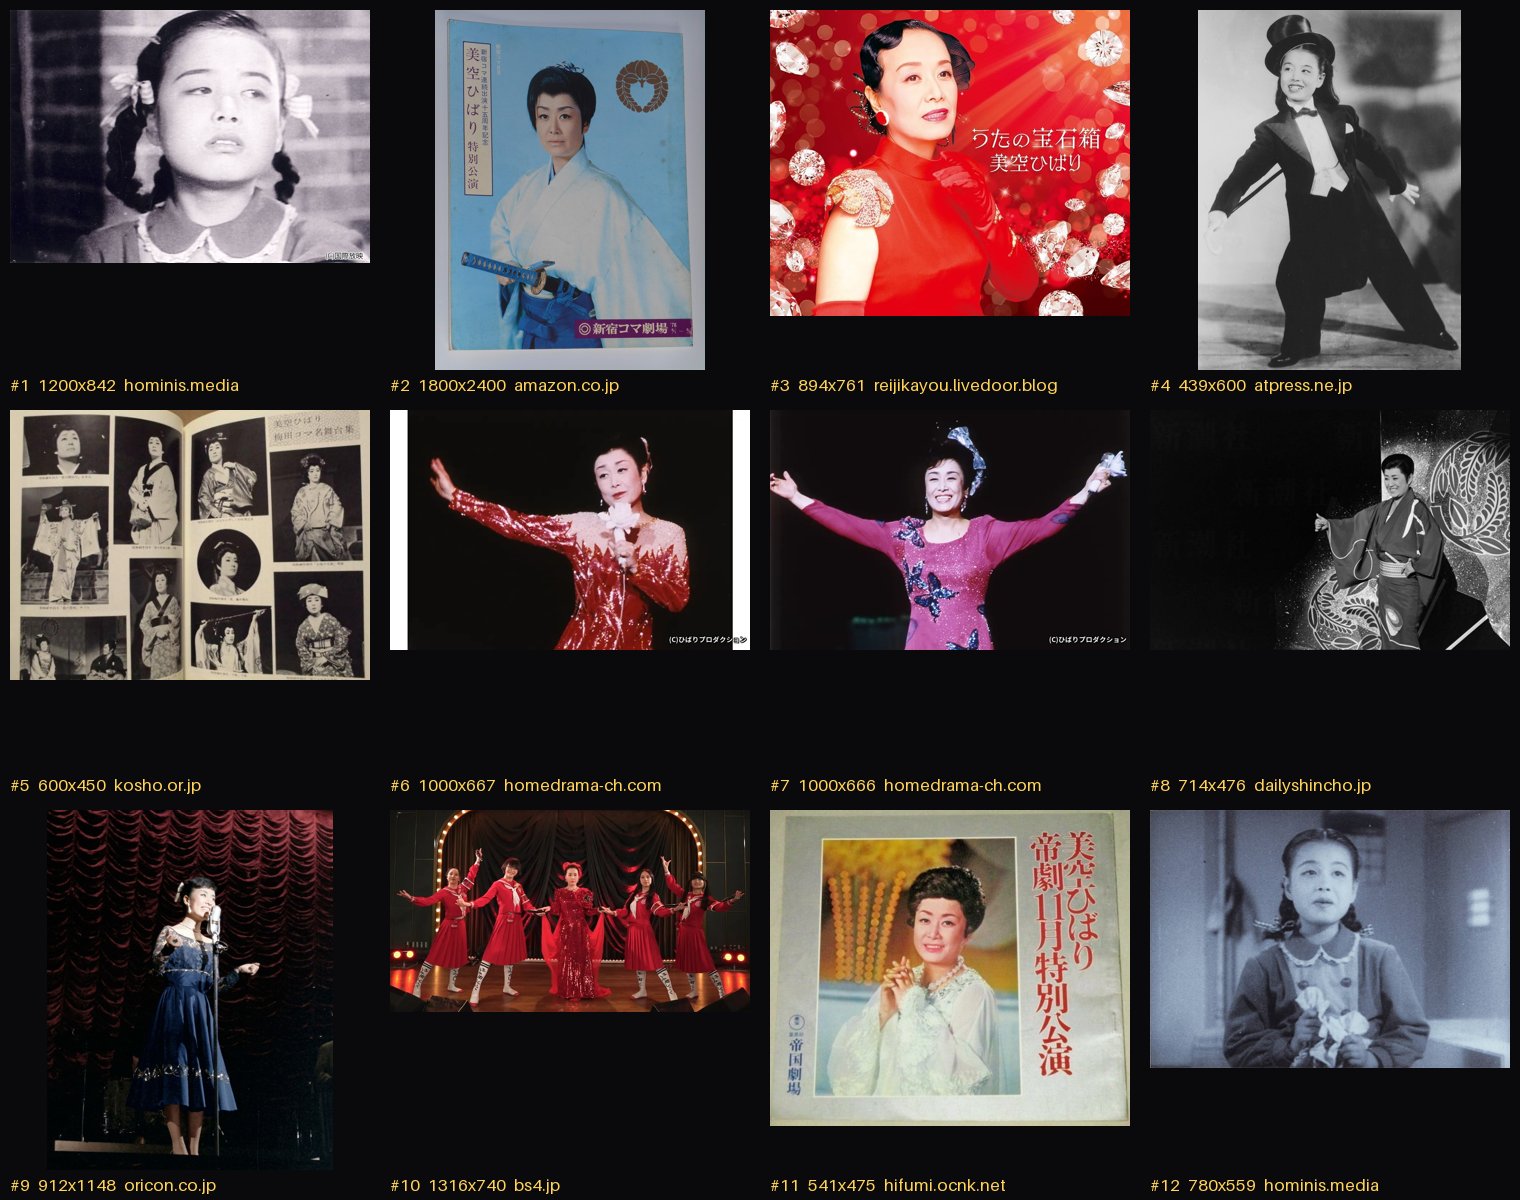 (C)国際放映
#1 1200x842 hominis.media
新宿コマ連続出演十五周年記念
美空ひばり 特別公演
新宿コマ劇場
#2 1800x2400 amazon.co.jp
うたの宝石箱
美空ひばり
#3 894x761 reijikayou.livedoor.blog
#4 439x600 atpress.ne.jp
美空ひばり
梅田コマ名舞台集
#5 600x450 kosho.or.jp
(C)ひばりプロダクション
#6 1000x667 homedrama-ch.com
(C)ひばりプロダクション
#7 1000x666 homedrama-ch.com
#8 714x476 dailyshincho.jp
#9 912x1148 oricon.co.jp
#10 1316x740 bs4.jp
美空ひばり
帝劇11月特別公演
帝国劇場
#11 541x475 hifumi.ocnk.net
#12 780x559 hominis.media